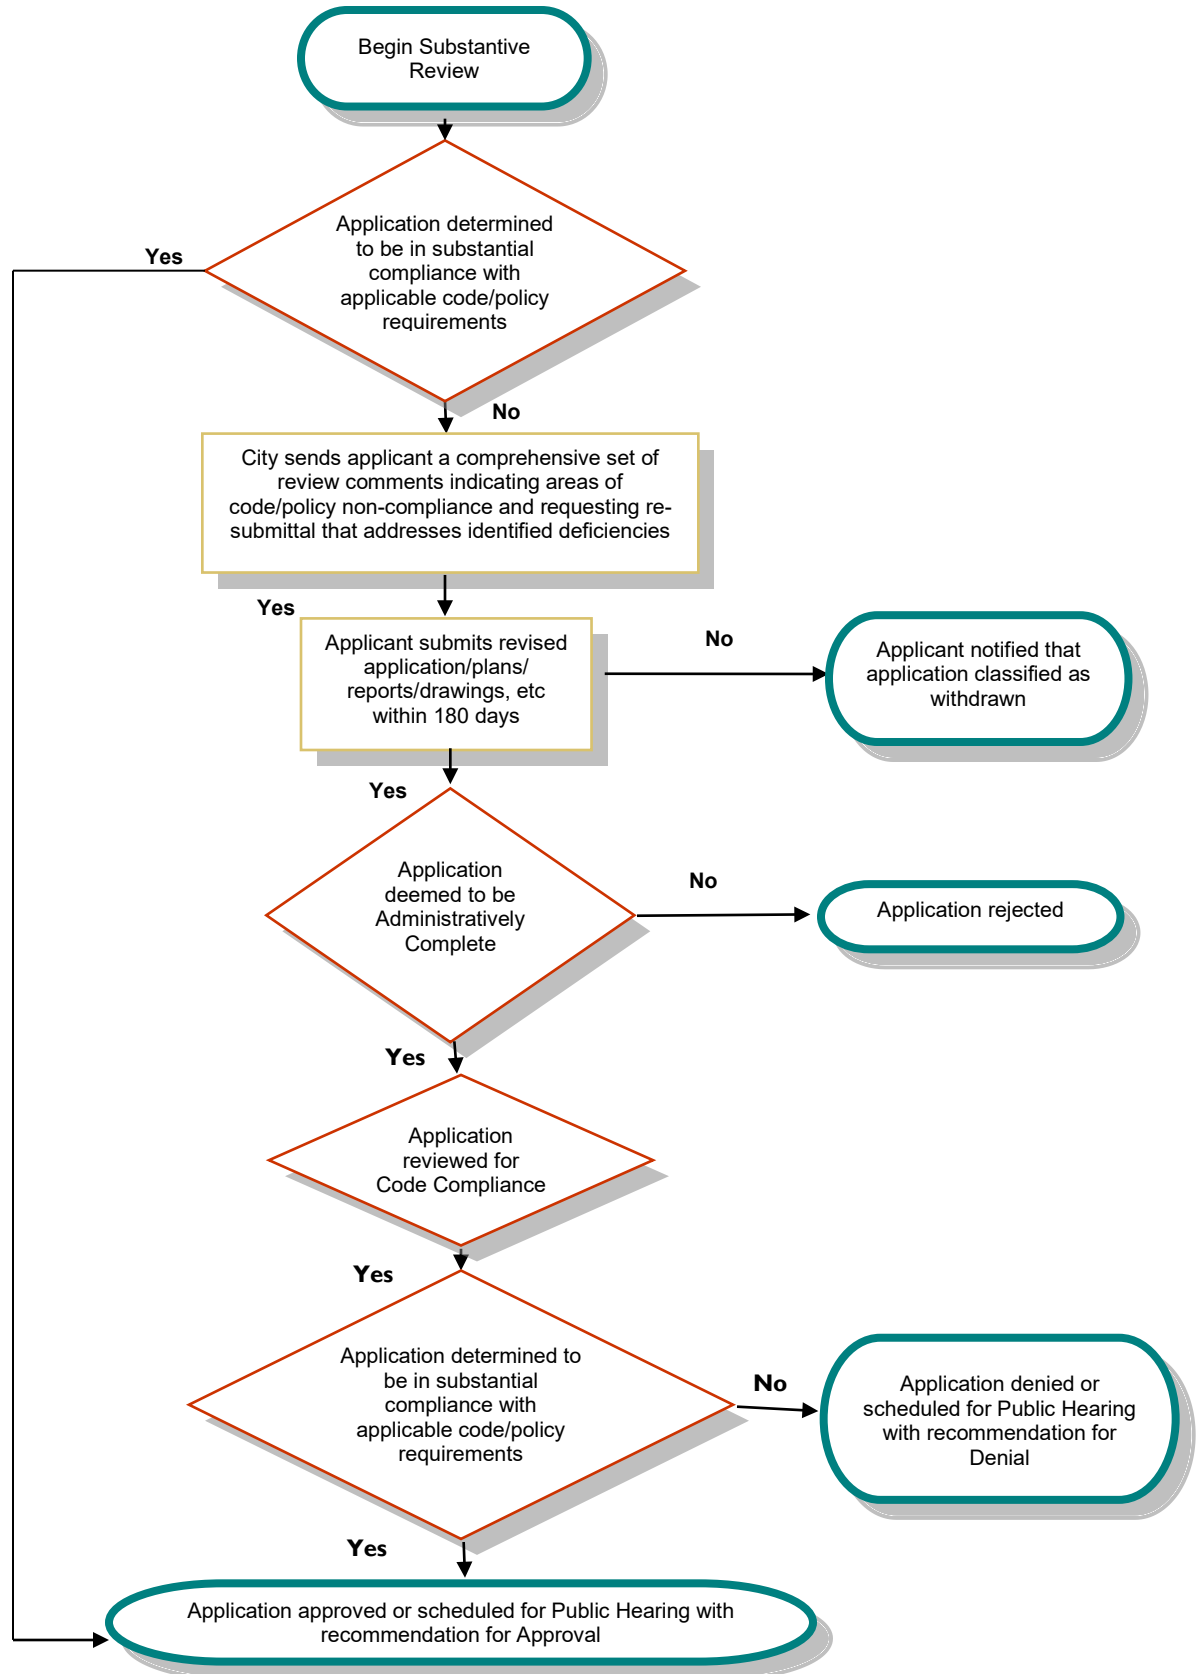 Begin Substantive
Review
Application determined
to be in substantial
compliance with
applicable code/policy
requirements
Yes
No
City sends applicant a comprehensive set of
review comments indicating areas of
code/policy non-compliance and requesting re-
submittal that addresses identified deficiencies
Yes
Applicant submits revised
application/plans/
reports/drawings, etc
within 180 days
No
Applicant notified that
application classified as
withdrawn
Yes
Application
deemed to be
Administratively
Complete
No
Application rejected
Yes
Application
reviewed for
Code Compliance
Yes
Application determined to
be in substantial
compliance with
applicable code/policy
requirements
No
Application denied or
scheduled for Public Hearing
with recommendation for
Denial
Yes
Application approved or scheduled for Public Hearing with
recommendation for Approval